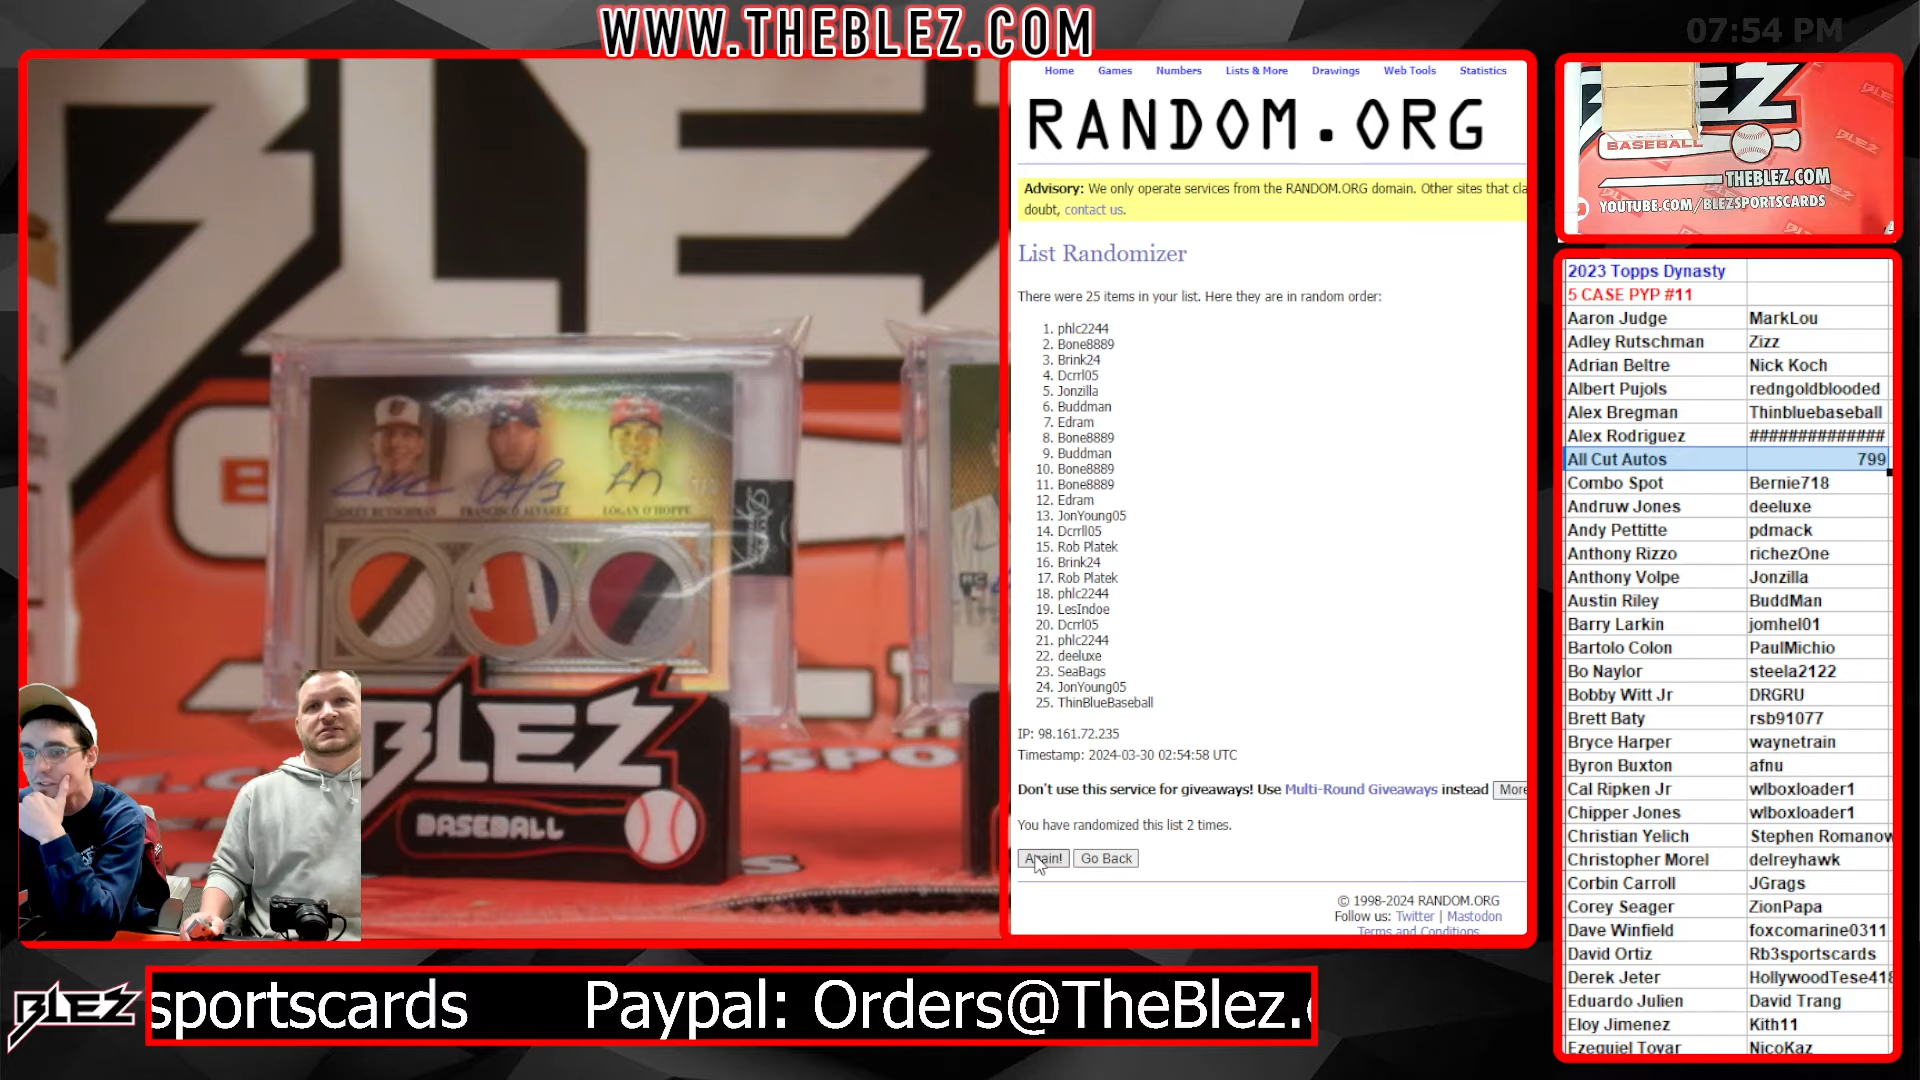 WWW.THEBLEZ.COM
07:54 PM
Home Games Numbers Lists & More Drawings Web Tools Statistics
RANDOM.ORG
Advisory: We only operate services from the RANDOM.ORG domain. Other sites that cla
doubt, contact us.
List Randomizer
There were 25 items in your list. Here they are in random order:
1. phlc2244
2. Bone8889
3. Brink24
4. Dcrrl05
5. Jonzilla
6. Buddman
7. Edram
8. Bone8889
9. Buddman
10. Bone8889
11. Bone8889
12. Edram
13. JonYoung05
14. Dcrrll05
15. Rob Platek
16. Brink24
17. Rob Platek
18. phlc2244
19. LesIndoe
20. Dcrrl05
21. phlc2244
22. deeluxe
23. SeaBags
24. JonYoung05
25. ThinBlueBaseball
IP: 98.161.72.235
Timestamp: 2024-03-30 02:54:58 UTC
Don't use this service for giveaways! Use Multi-Round Giveaways instead More
You have randomized this list 2 times.
Again! Go Back
© 1998-2024 RANDOM.ORG
Follow us: Twitter | Mastodon
Terms and Conditions
BASEBALL
THEBLEZ.COM
YOUTUBE.COM/BLEZSPORTSCARDS
2023 Topps Dynasty
5 CASE PYP #11
Aaron Judge MarkLou
Adley Rutschman Zizz
Adrian Beltre Nick Koch
Albert Pujols redngoldblooded
Alex Bregman Thinbluebaseball
Alex Rodriguez ##############
All Cut Autos 799
Combo Spot Bernie718
Andruw Jones deeluxe
Andy Pettitte pdmack
Anthony Rizzo richezOne
Anthony Volpe Jonzilla
Austin Riley BuddMan
Barry Larkin jomhel01
Bartolo Colon PaulMichio
Bo Naylor steela2122
Bobby Witt Jr DRGRU
Brett Baty rsb91077
Bryce Harper waynetrain
Byron Buxton afnu
Cal Ripken Jr wlboxloader1
Chipper Jones wlboxloader1
Christian Yelich Stephen Romanow
Christopher Morel delreyhawk
Corbin Carroll JGrags
Corey Seager ZionPapa
Dave Winfield foxcomarine0311
David Ortiz Rb3sportscards
Derek Jeter HollywoodTese418
Eduardo Julien David Trang
Eloy Jimenez Kith11
Ezequiel Tovar NicoKaz
BLEZ
ADLEY RUTSCHMAN FRANCISCO ALVAREZ LOGAN O'HOPPE
BLEZ
BASEBALL
BLEZ
sportscards Paypal: Orders@TheBlez.